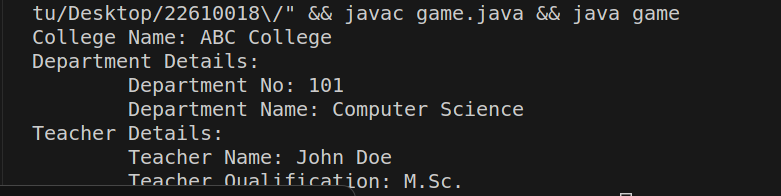 tu/Desktop/22610018\/" && javac game.java && java game
College Name: ABC College
Department Details:
Department No: 101
Department Name: Computer Science
Teacher Details:
Teacher Name: John Doe
Teacher Qualification: M.Sc.